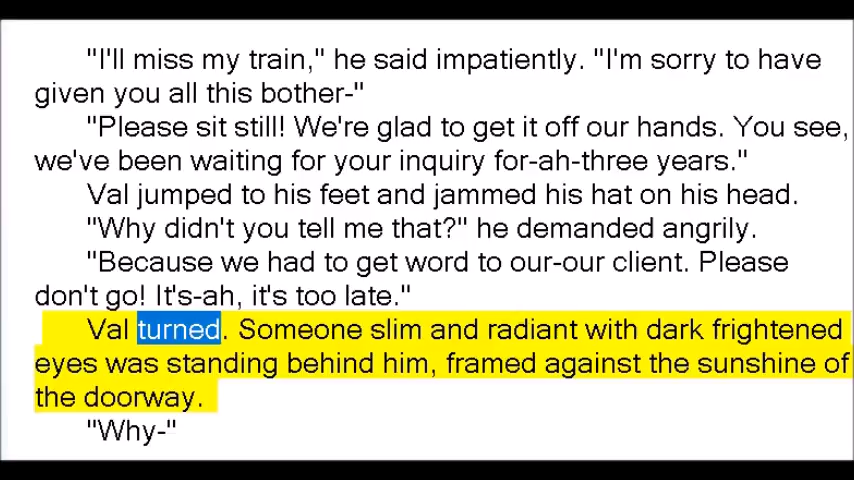 "I'll miss my train," he said impatiently. "I'm sorry to have
given you all this bother-"
"Please sit still! We're glad to get it off our hands. You see,
we've been waiting for your inquiry for-ah-three years."
Val jumped to his feet and jammed his hat on his head.
"Why didn't you tell me that?" he demanded angrily.
"Because we had to get word to our-our client. Please
don't go! It's-ah, it's too late."
Val turned. Someone slim and radiant with dark frightened
eyes was standing behind him, framed against the sunshine of
the doorway.
"Why-"